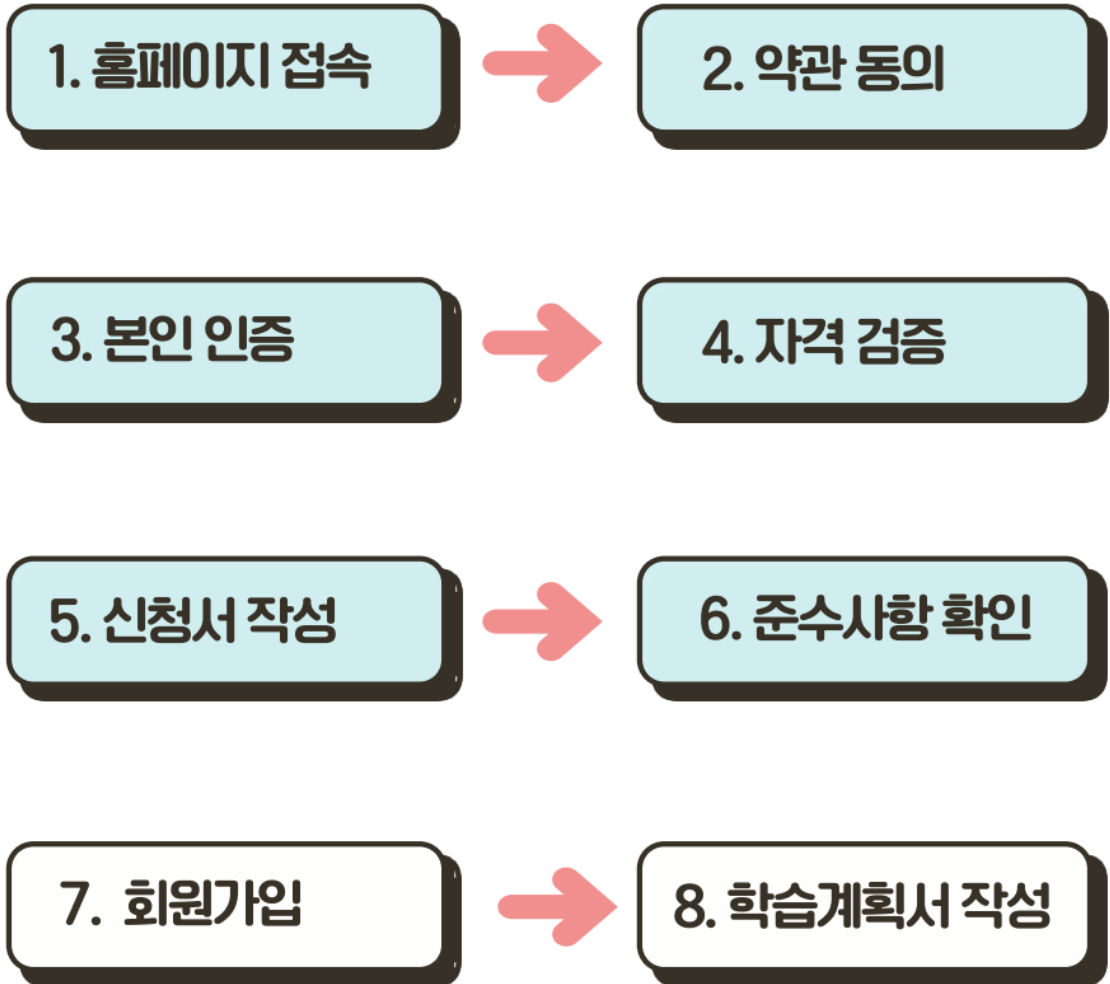 1. 홈페이지 접속
2. 약관 동의
3. 본인 인증
4. 자격 검증
5. 신청서 작성
6. 준수사항 확인
7. 회원가입
8. 학습계획서 작성